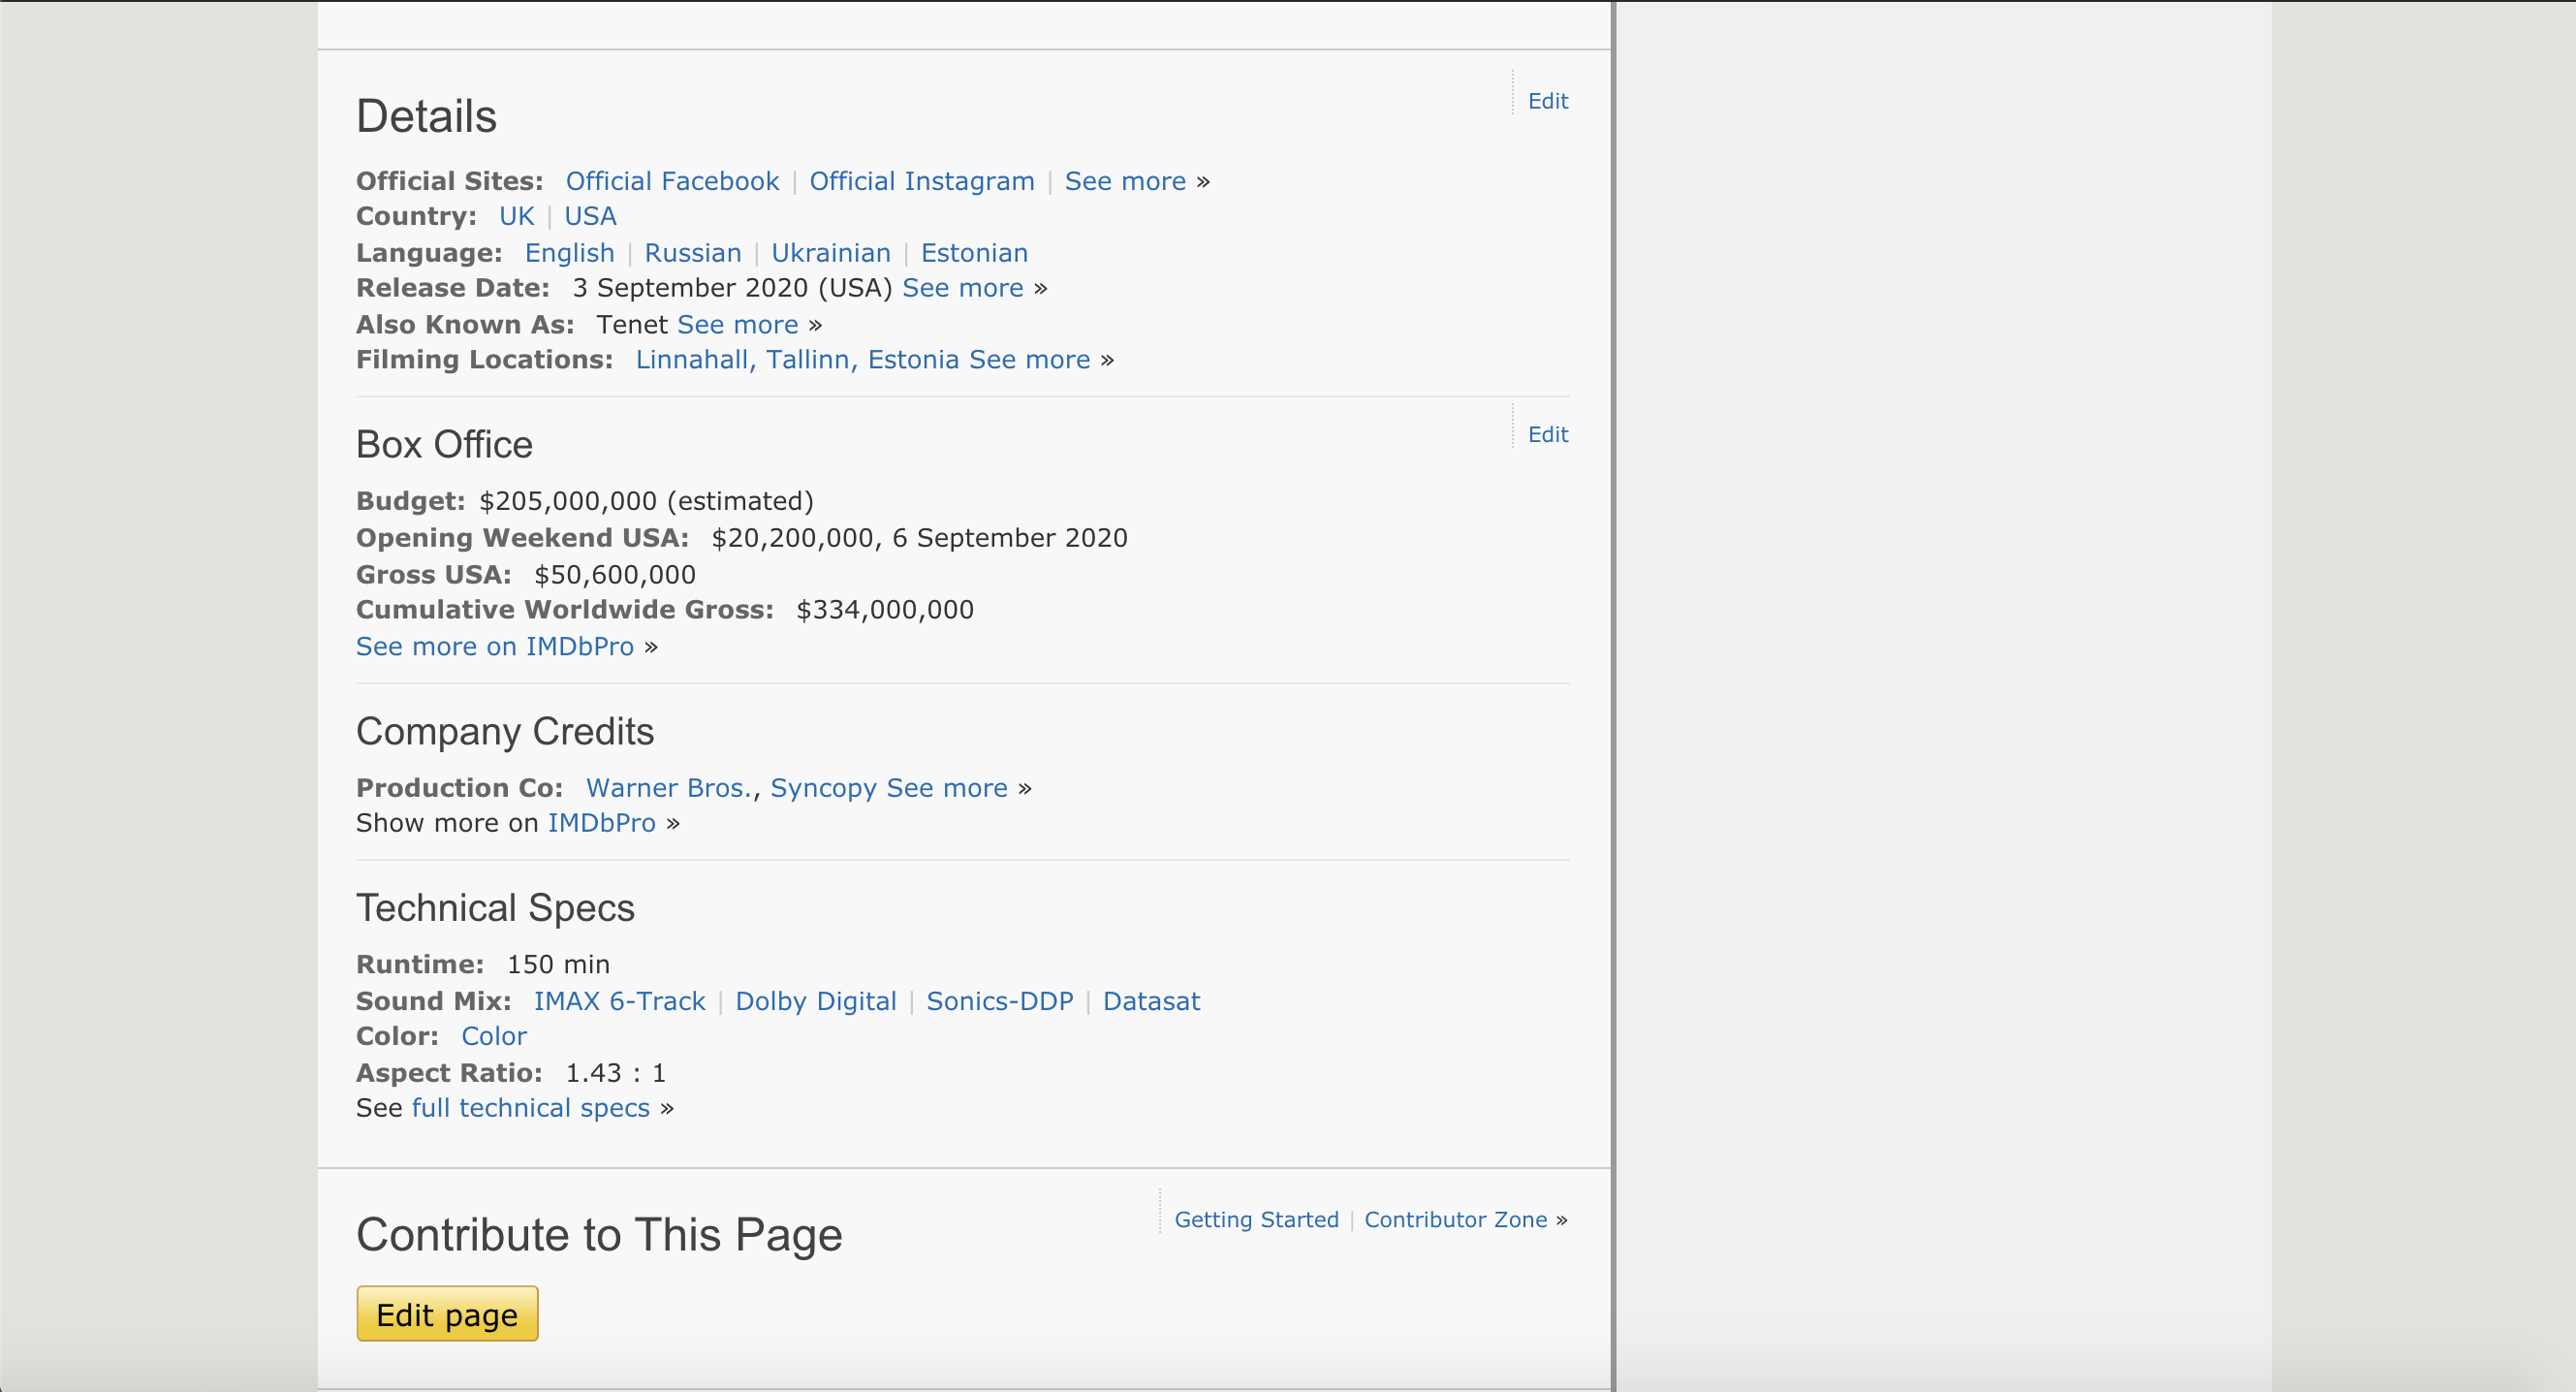 Details
Edit
Official Sites: Official Facebook | Official Instagram | See more »
Country: UK | USA
Language: English | Russian | Ukrainian | Estonian
Release Date: 3 September 2020 (USA) See more »
Also Known As: Tenet See more »
Filming Locations: Linnahall, Tallinn, Estonia See more »
Box Office
Edit
Budget: $205,000,000 (estimated)
Opening Weekend USA: $20,200,000, 6 September 2020
Gross USA: $50,600,000
Cumulative Worldwide Gross: $334,000,000
See more on IMDbPro »
Company Credits
Production Co: Warner Bros., Syncopy See more »
Show more on IMDbPro »
Technical Specs
Runtime: 150 min
Sound Mix: IMAX 6-Track | Dolby Digital | Sonics-DDP | Datasat
Color: Color
Aspect Ratio: 1.43 : 1
See full technical specs »
Contribute to This Page
Getting Started | Contributor Zone »
Edit page